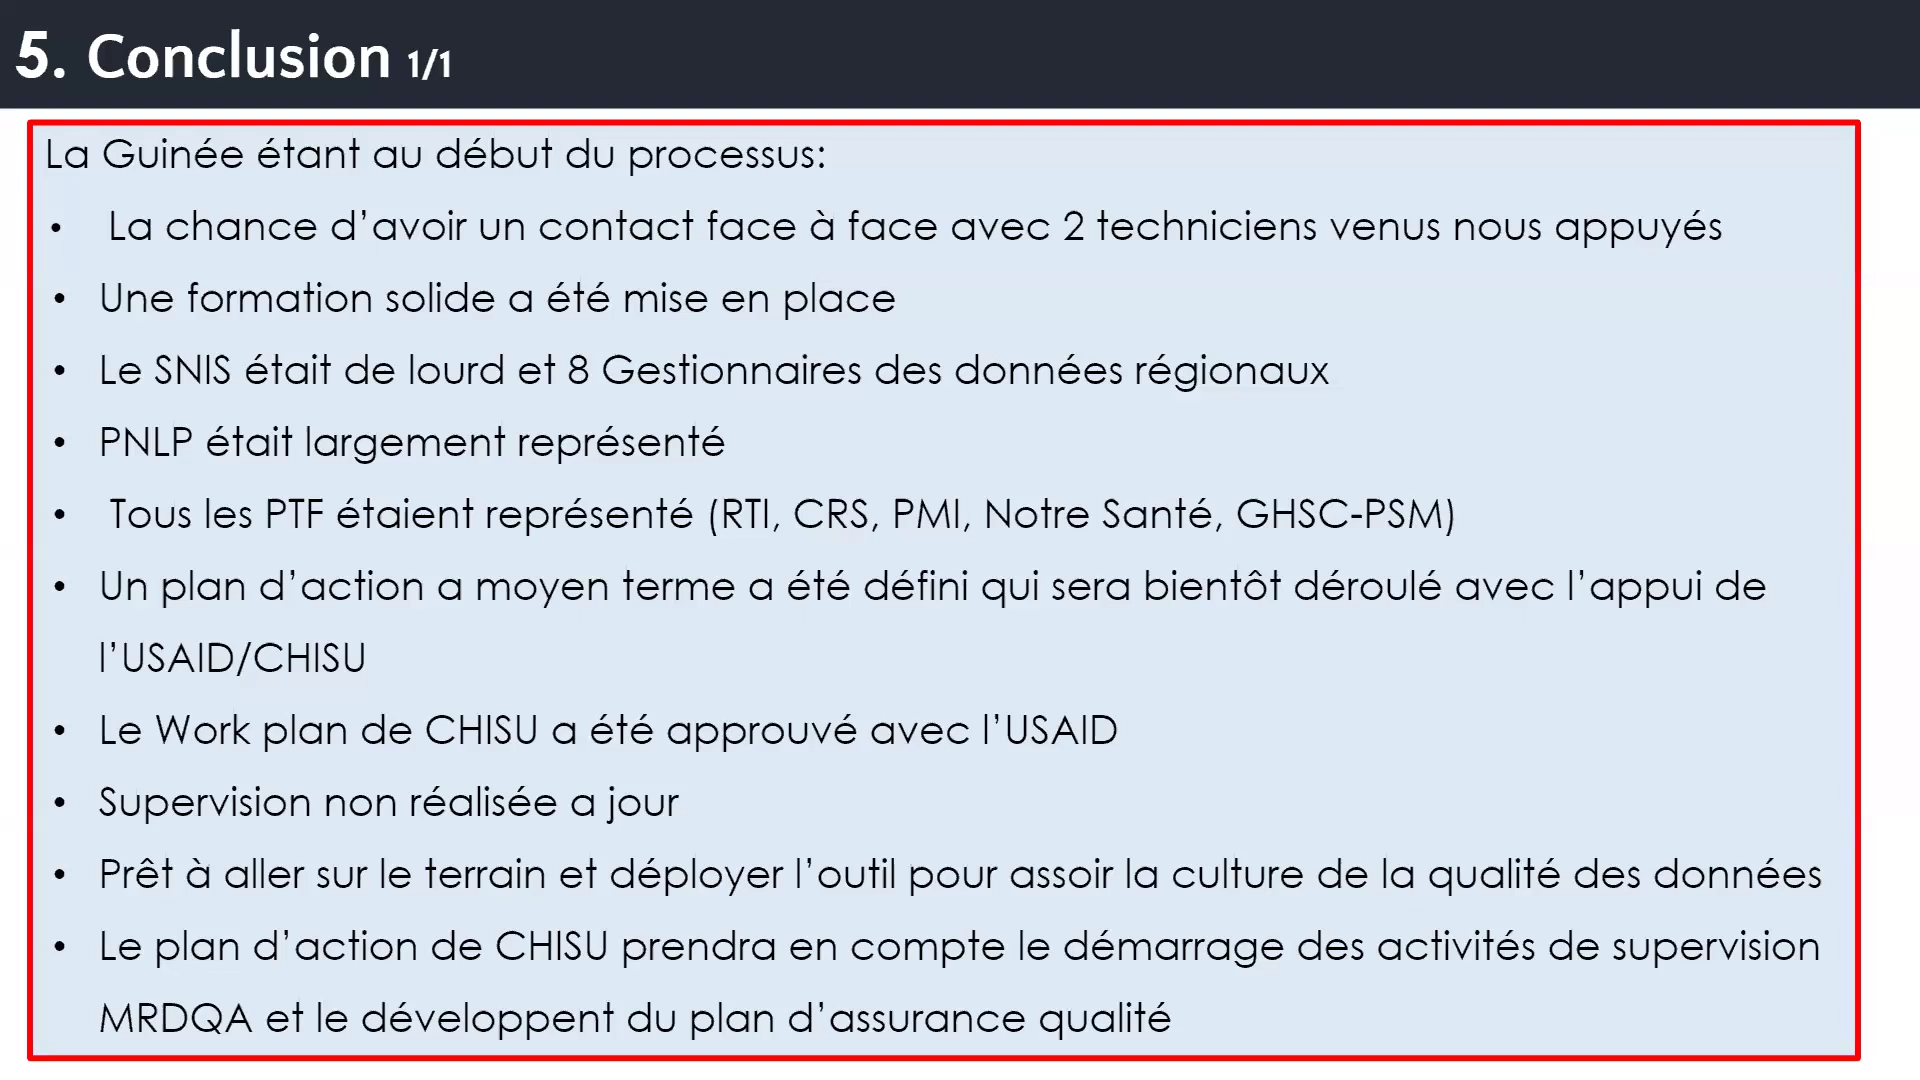 5. Conclusion 1/1
La Guinée étant au début du processus:
• La chance d’avoir un contact face à face avec 2 techniciens venus nous appuyés
• Une formation solide a été mise en place
• Le SNIS était de lourd et 8 Gestionnaires des données régionaux
• PNLP était largement représenté
• Tous les PTF étaient représenté (RTI, CRS, PMI, Notre Santé, GHSC-PSM)
• Un plan d’action a moyen terme a été défini qui sera bientôt déroulé avec l’appui de
l’USAID/CHISU
• Le Work plan de CHISU a été approuvé avec l’USAID
• Supervision non réalisée a jour
• Prêt à aller sur le terrain et déployer l’outil pour assoir la culture de la qualité des données
• Le plan d’action de CHISU prendra en compte le démarrage des activités de supervision
MRDQA et le développent du plan d’assurance qualité